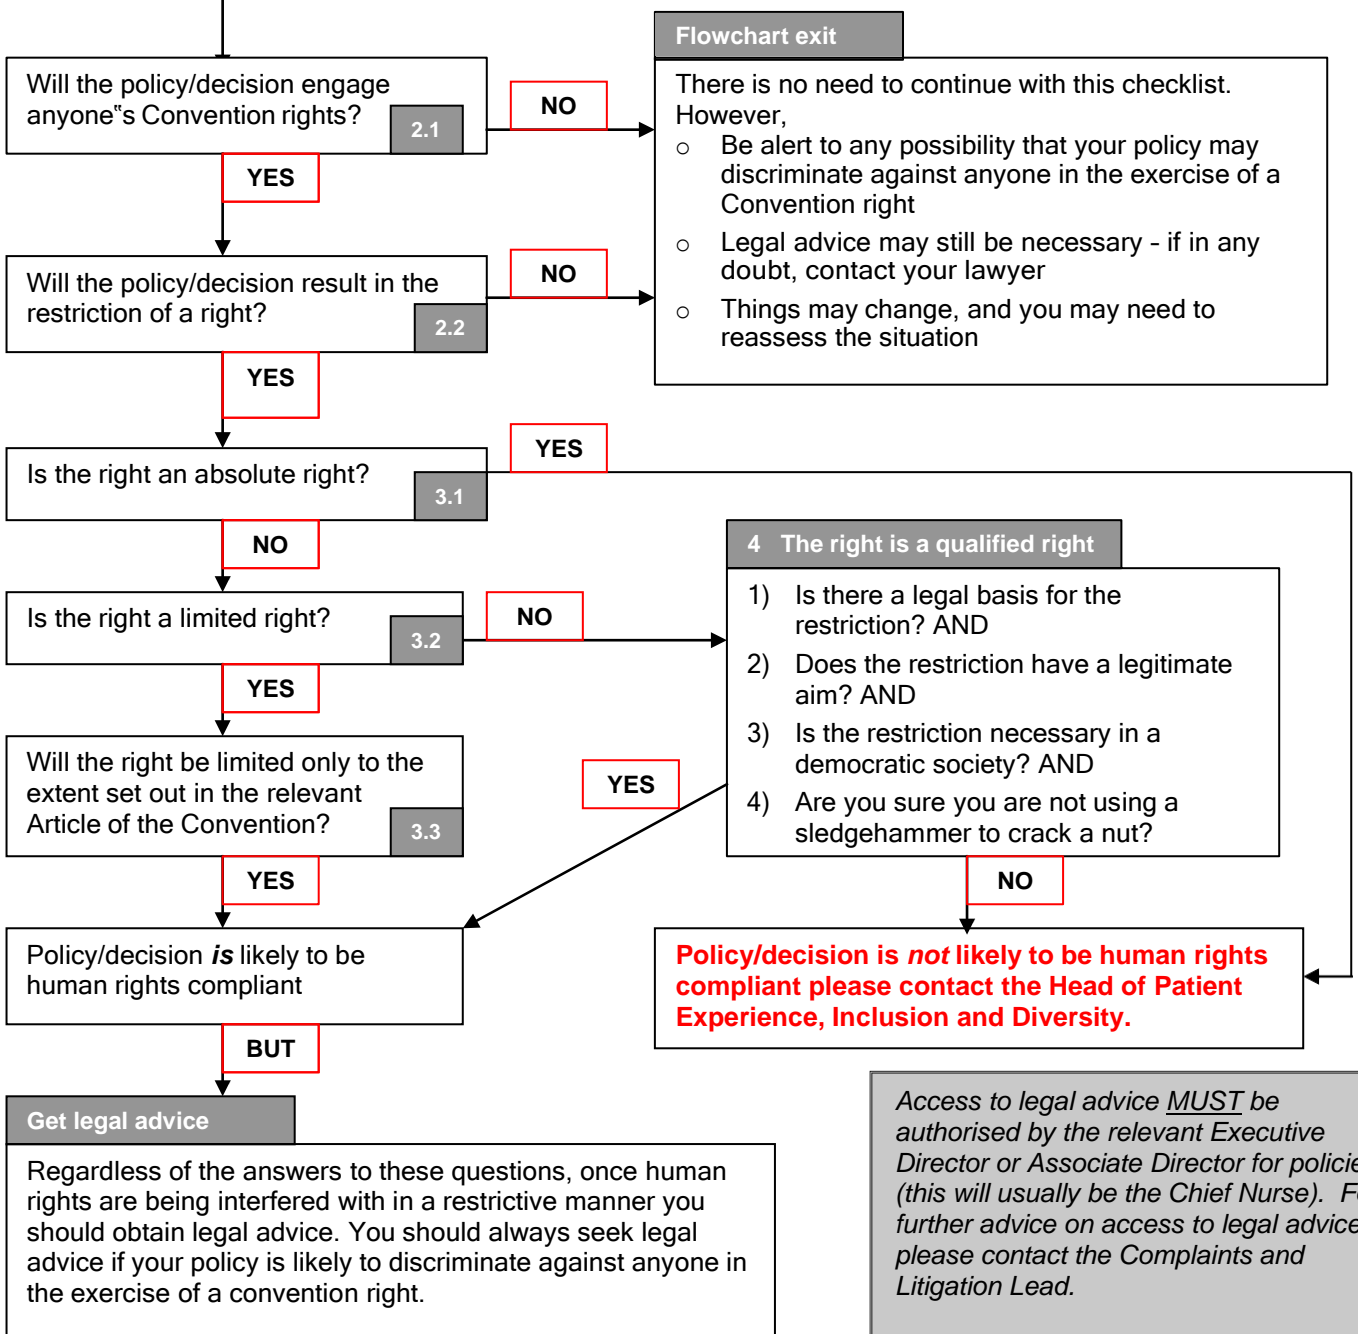 Flowchart exit
Will the policy/decision engage
anyone‟s Convention rights?
2.1
NO
There is no need to continue with this checklist.
However,
o Be alert to any possibility that your policy may
discriminate against anyone in the exercise of a
Convention right
o Legal advice may still be necessary - if in any
doubt, contact your lawyer
o Things may change, and you may need to
reassess the situation
YES
Will the policy/decision result in the
restriction of a right?
2.2
NO
YES
Is the right an absolute right?
3.1
YES
NO
Is the right a limited right?
3.2
NO
4 The right is a qualified right
1) Is there a legal basis for the
restriction? AND
2) Does the restriction have a legitimate
aim? AND
3) Is the restriction necessary in a
democratic society? AND
4) Are you sure you are not using a
sledgehammer to crack a nut?
YES
Will the right be limited only to the
extent set out in the relevant
Article of the Convention?
3.3
YES
YES
NO
Policy/decision is likely to be
human rights compliant
Policy/decision is not likely to be human rights
compliant please contact the Head of Patient
Experience, Inclusion and Diversity.
BUT
Get legal advice
Regardless of the answers to these questions, once human
rights are being interfered with in a restrictive manner you
should obtain legal advice. You should always seek legal
advice if your policy is likely to discriminate against anyone in
the exercise of a convention right.
Access to legal advice MUST be
authorised by the relevant Executive
Director or Associate Director for
(this will usually be the Chief Nurse).
further advice on access to legal advice
please contact the Complaints and
Litigation Lead.